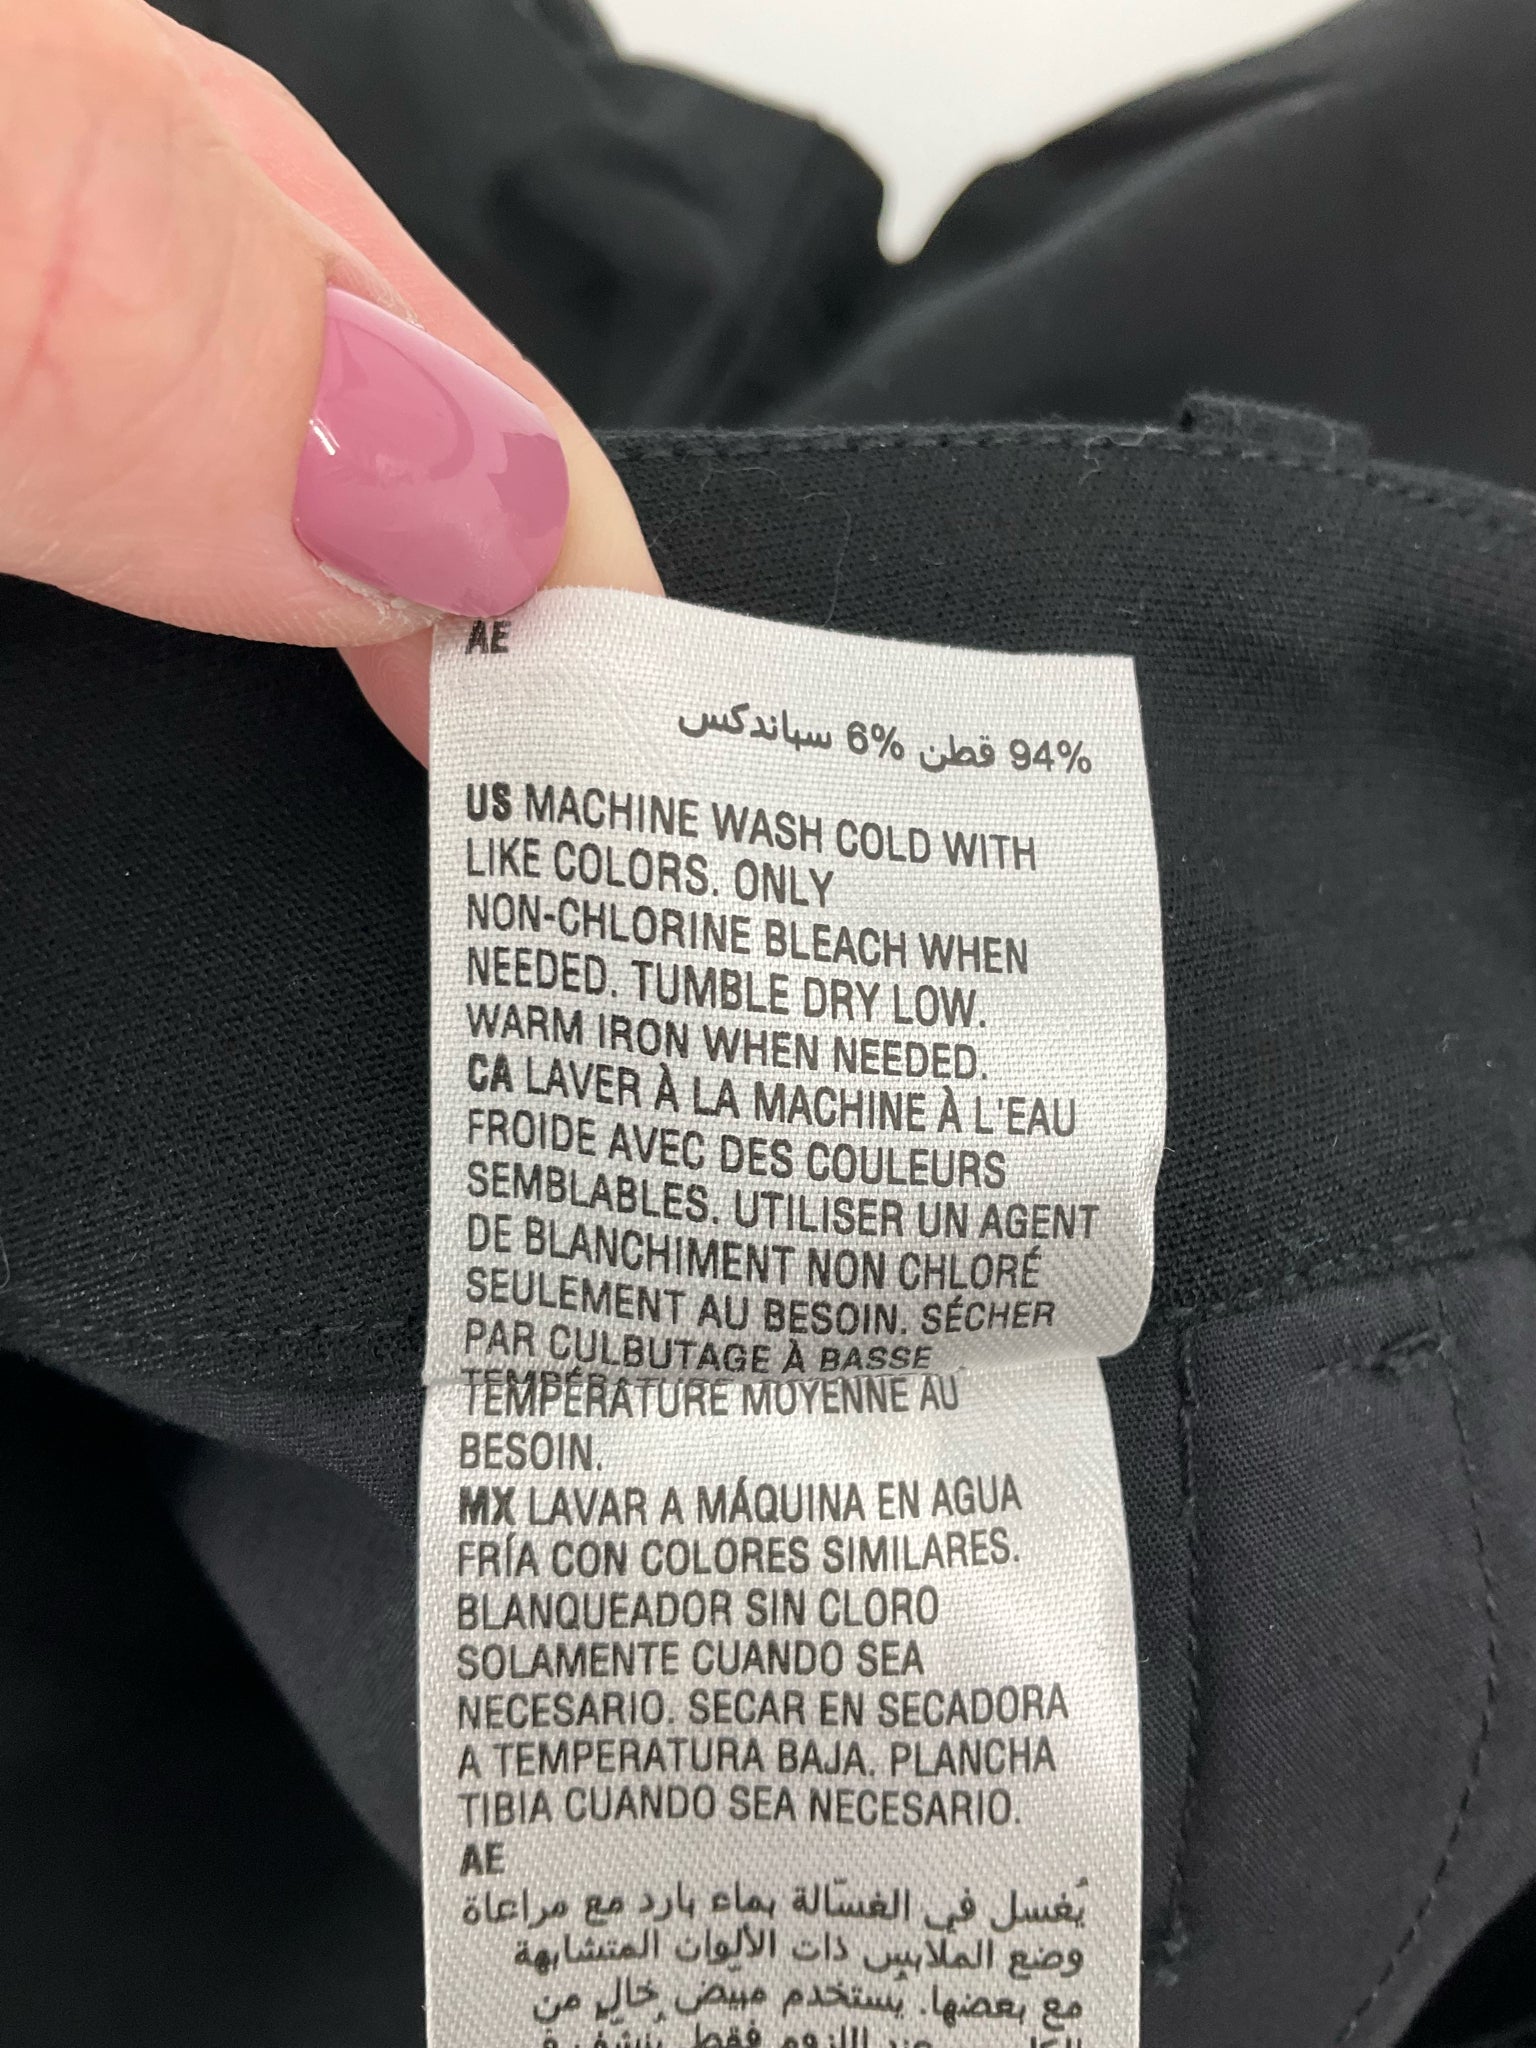 AE
94% قطن 6% سباندكس
US MACHINE WASH COLD WITH
LIKE COLORS. ONLY
NON-CHLORINE BLEACH WHEN
NEEDED. TUMBLE DRY LOW.
WARM IRON WHEN NEEDED.
CA LAVER À LA MACHINE À L'EAU
FROIDE AVEC DES COULEURS
SEMBLABLES. UTILISER UN AGENT
DE BLANCHIMENT NON CHLORÉ
SEULEMENT AU BESOIN. SÉCHER
PAR CULBUTAGE À BASSE
TEMPÉRATURE MOYENNE AU
BESOIN.
MX LAVAR A MÁQUINA EN AGUA
FRÍA CON COLORES SIMILARES.
BLANQUEADOR SIN CLORO
SOLAMENTE CUANDO SEA
NECESARIO. SECAR EN SECADORA
A TEMPERATURA BAJA. PLANCHA
TIBIA CUANDO SEA NECESARIO.
AE
يُغسل في الغسّالة بماء بارد مع مراعاة
وضع الملابس ذات الألوان المتشابهة
مع بعضها. يُستخدم مبيض خالٍ من
عند اللزوم فقط